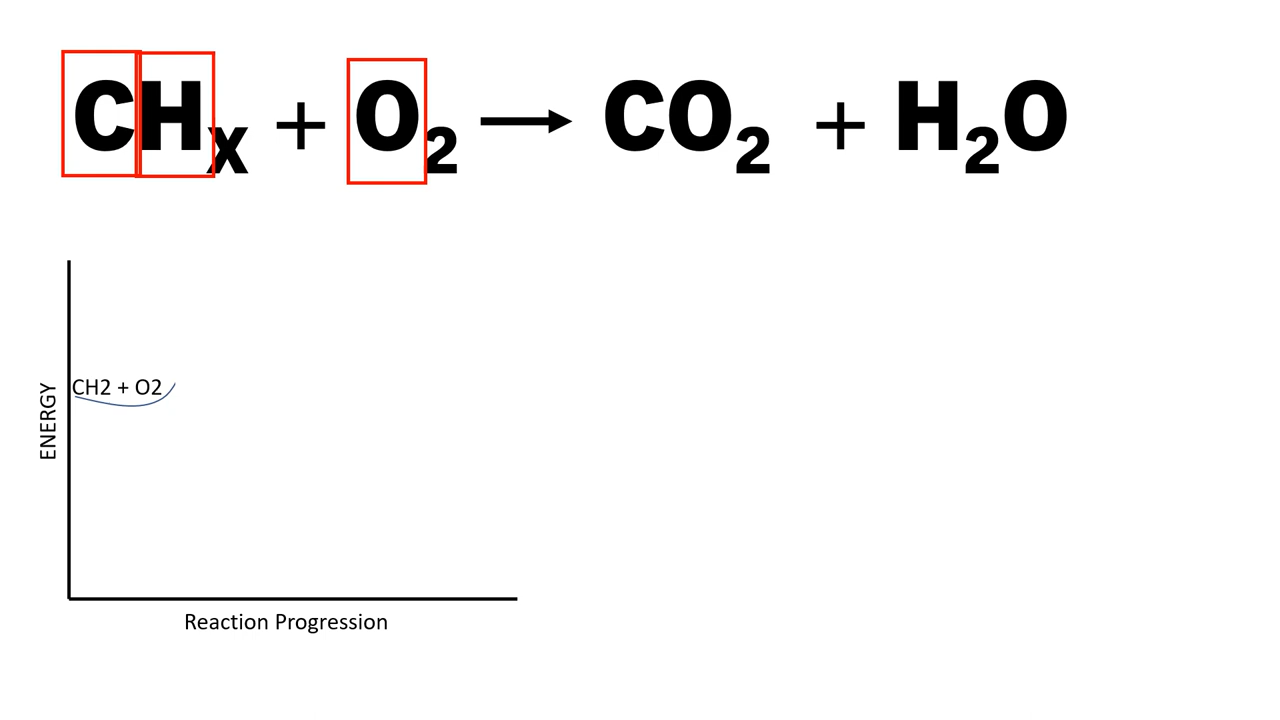 CHₓ + O₂ → CO₂ + H₂O
ENERGY
CH2 + O2
Reaction Progression